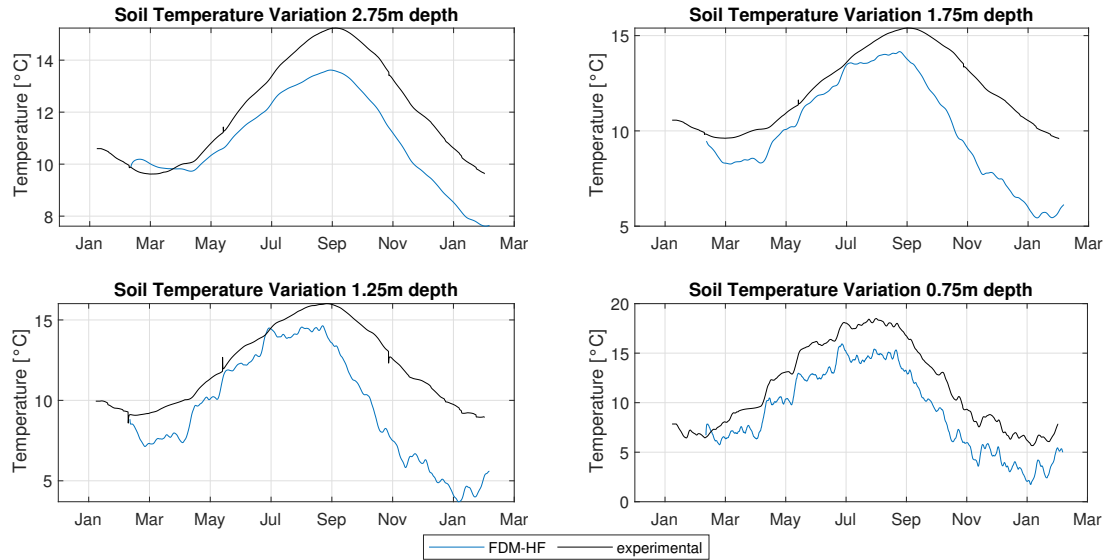 Soil Temperature Variation 2.75m depth
Temperature [°C]
14
12
10
8
Jan Mar May Jul Sep Nov Jan Mar
Soil Temperature Variation 1.75m depth
Temperature [°C]
15
10
5
Jan Mar May Jul Sep Nov Jan Mar
Soil Temperature Variation 1.25m depth
Temperature [°C]
15
10
5
Jan Mar May Jul Sep Nov Jan Mar
Soil Temperature Variation 0.75m depth
Temperature [°C]
20
15
10
5
0
Jan Mar May Jul Sep Nov Jan Mar
FDM-HF experimental